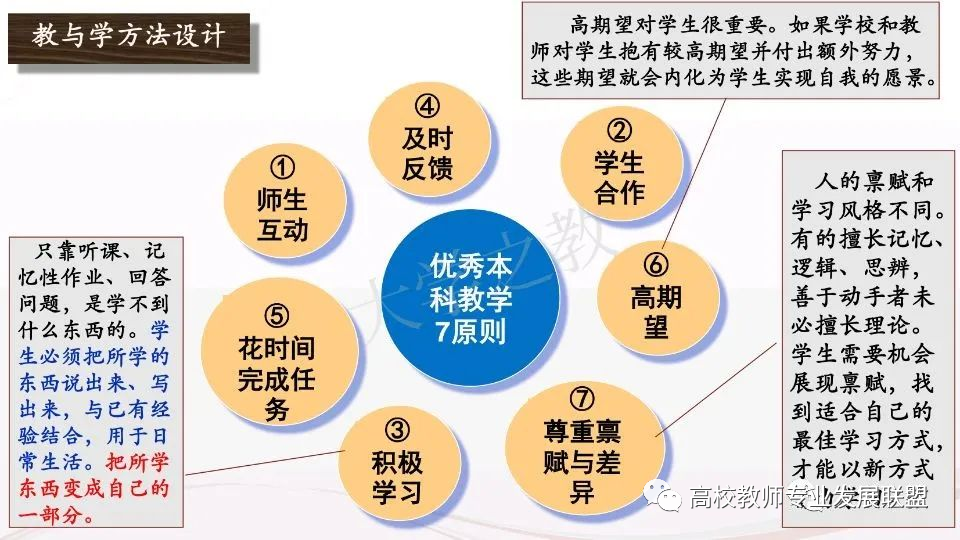 教与学方法设计
高期望对学生很重要。如果学校和教
师对学生抱有较高期望并付出额外努力，
这些期望就会内化为学生实现自我的愿景。
④
及时
反馈
②
学生
合作
①
师生
互动
人的禀赋和
学习风格不同。
有的擅长记忆、
逻辑、思辨，
善于动手者未
必擅长理论。
学生需要机会
展现禀赋，找
到适合自己的
最佳学习方式，
才能以新方式
只靠听课、记
忆性作业、回答
问题，是学不到
什么东西的。学
生必须把所学的
东西说出来、写
出来，与已有经
验结合，用于日
常生活。把所学
东西变成自己的
一部分。
大学之教
优秀本
科教学
7原则
⑥
高期
望
⑤
花时间
完成任
务
③
积极
学习
⑦
尊重禀
赋与差
异
高校教师专业发展联盟